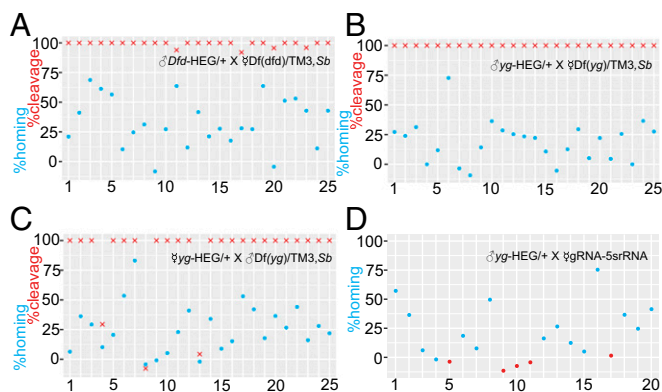 A
♂Dfd-HEG/+ X ☿Df(dfd)/TM3,Sb
%homing
%cleavage
100
75
50
25
0
1 5 10 15 20 25
B
♂yg-HEG/+ X ☿Df(yg)/TM3,Sb
%homing
%cleavage
100
75
50
25
0
1 5 10 15 20 25
C
☿yg-HEG/+ X ♂Df(yg)/TM3,Sb
%homing
%cleavage
100
75
50
25
0
1 5 10 15 20 25
D
♂yg-HEG/+ X ☿gRNA-5srRNA
%homing
100
75
50
25
0
1 5 10 15 20